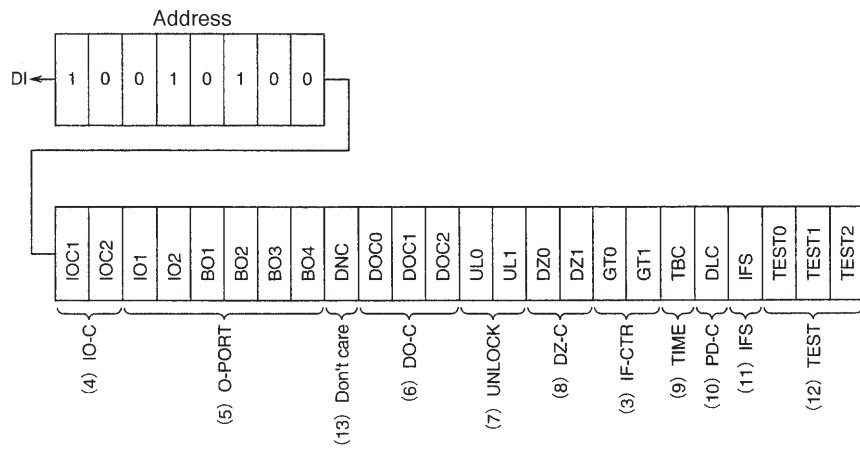 Address
DI 1 0 0 1 0 1 0 0
IOC1 IOC2 IO1 IO2 BO1 BO2 BO3 BO4 DNC DOC0 DOC1 DOC2 UL0 UL1 DZ0 DZ1 GT0 GT1 TBC DLC IFS TEST0 TEST1 TEST2
(4) IO-C
(5) O-PORT
(13) Don't care
(6) DO-C
(7) UNLOCK
(8) DZ-C
(3) IF-CTR
(9) TIME
(10) PD-C
(11) IFS
(12) TEST